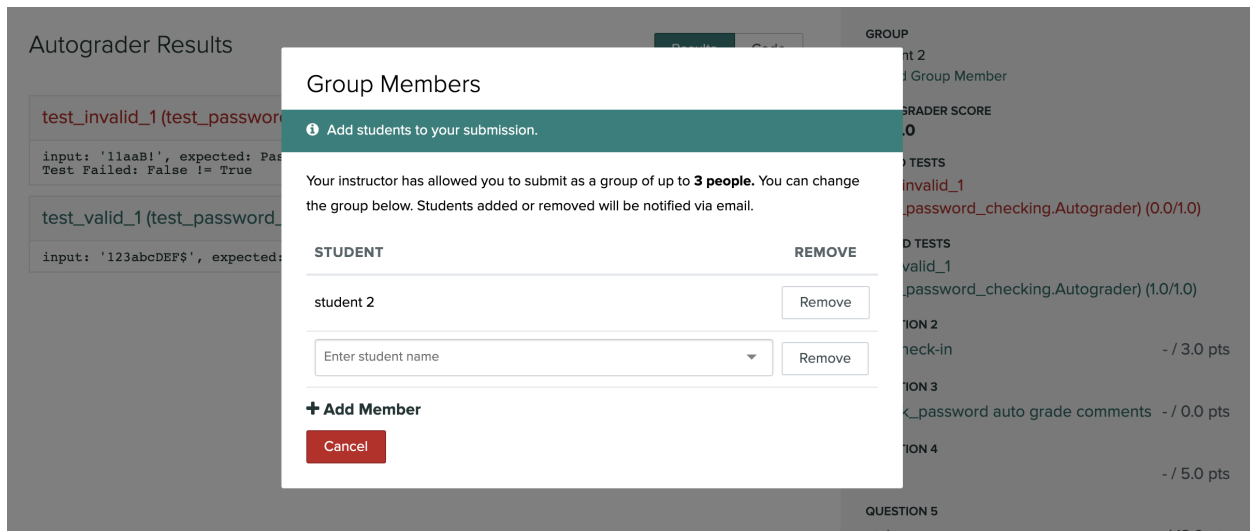 Autograder Results
Results Code
test_invalid_1 (test_passwor
input: '11aaB!', expected: Pas
Test Failed: False != True
test_valid_1 (test_password_
input: '123abcDEF$', expected:
Group Members
Add students to your submission.
Your instructor has allowed you to submit as a group of up to 3 people. You can change
the group below. Students added or removed will be notified via email.
STUDENT REMOVE
student 2 Remove
Enter student name Remove
+ Add Member
Cancel
GROUP
nt 2
d Group Member
GRADER SCORE
.0
D TESTS
invalid_1
_password_checking.Autograder) (0.0/1.0)
D TESTS
valid_1
_password_checking.Autograder) (1.0/1.0)
TION 2
heck-in - / 3.0 pts
TION 3
k_password auto grade comments - / 0.0 pts
TION 4
- / 5.0 pts
QUESTION 5